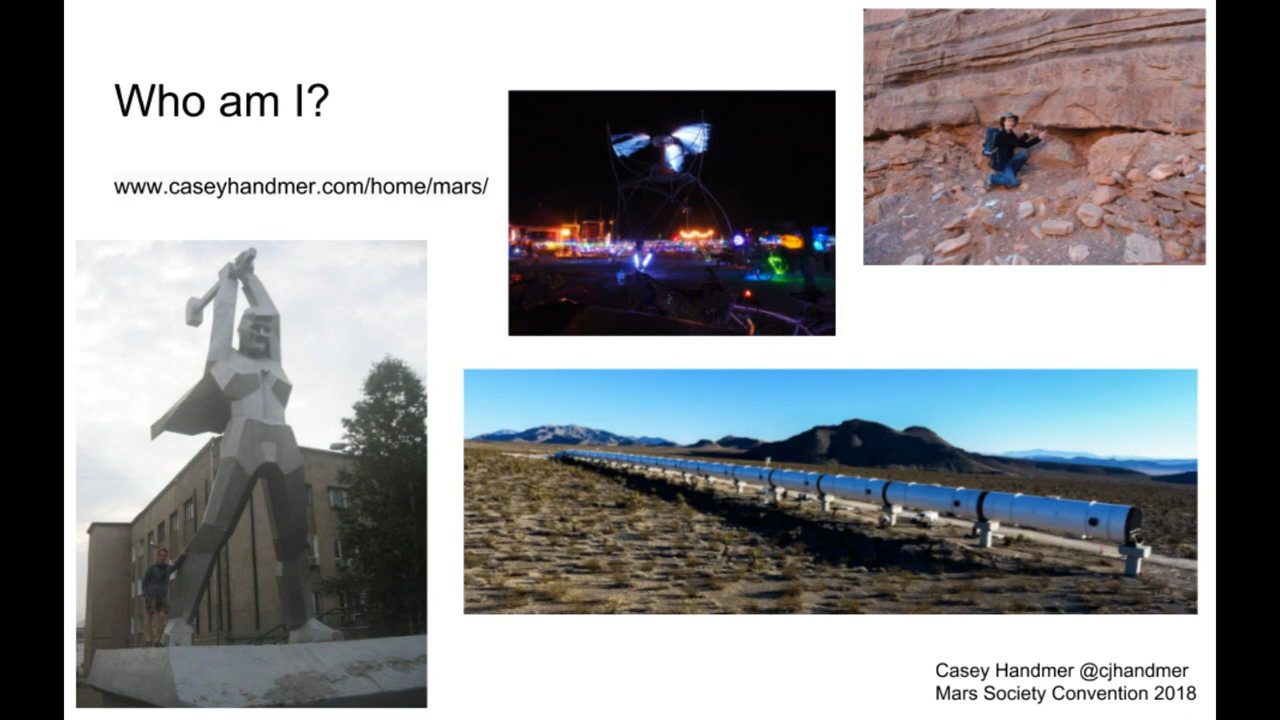 Who am I?
www.caseyhandmer.com/home/mars/
Casey Handmer @cjhandmer
Mars Society Convention 2018